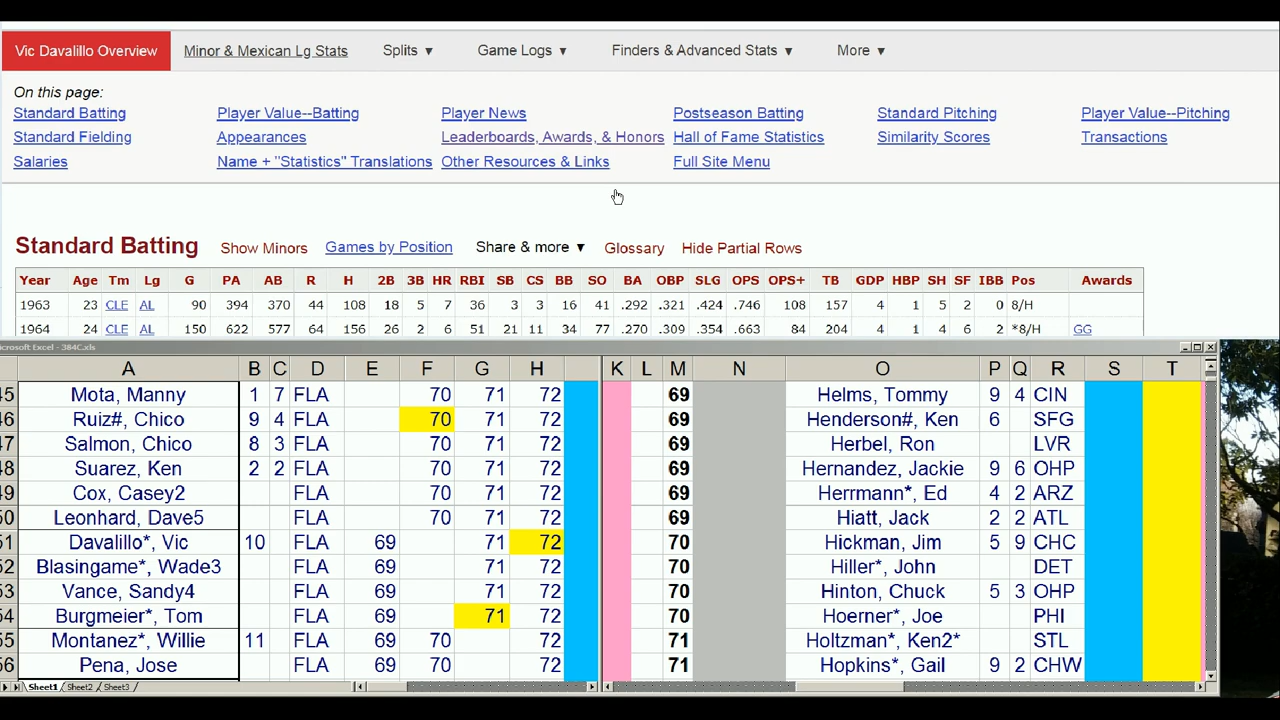 Vic Davalillo Overview Minor & Mexican Lg Stats Splits ▼ Game Logs ▼ Finders & Advanced Stats ▼ More ▼
On this page:
Standard Batting Player Value--Batting Player News Postseason Batting Standard Pitching Player Value--Pitching
Standard Fielding Appearances Leaderboards, Awards, & Honors Hall of Fame Statistics Similarity Scores Transactions
Salaries Name + "Statistics" Translations Other Resources & Links Full Site Menu
Standard Batting Show Minors Games by Position Share & more ▼ Glossary Hide Partial Rows
Year Age Tm Lg G PA AB R H 2B 3B HR RBI SB CS BB SO BA OBP SLG OPS OPS+ TB GDP HBP SH SF IBB Pos Awards
1963 23 CLE AL 90 394 370 44 108 18 5 7 36 3 3 16 41 .292 .321 .424 .746 108 157 4 1 5 2 0 8/H
1964 24 CLE AL 150 622 577 64 156 26 2 6 51 21 11 34 77 .270 .309 .354 .663 84 204 4 1 4 6 2 *8/H GG
icrosoft Excel - 384C.xls
A B C D E F G H K L M N O P Q R S T
45 Mota, Manny 1 7 FLA 70 71 72 69 Helms, Tommy 9 4 CIN
46 Ruiz#, Chico 9 4 FLA 70 71 72 69 Henderson#, Ken 6 SFG
47 Salmon, Chico 8 3 FLA 70 71 72 69 Herbel, Ron LVR
48 Suarez, Ken 2 2 FLA 70 71 72 69 Hernandez, Jackie 9 6 OHP
49 Cox, Casey2 FLA 70 71 72 69 Herrmann*, Ed 4 2 ARZ
50 Leonhard, Dave5 FLA 70 71 72 69 Hiatt, Jack 2 2 ATL
51 Davalillo*, Vic 10 FLA 69 71 72 70 Hickman, Jim 5 9 CHC
52 Blasingame*, Wade3 FLA 69 71 72 70 Hiller*, John DET
53 Vance, Sandy4 FLA 69 71 72 70 Hinton, Chuck 5 3 OHP
54 Burgmeier*, Tom FLA 69 71 72 70 Hoerner*, Joe PHI
55 Montanez*, Willie 11 FLA 69 70 72 71 Holtzman*, Ken2* STL
56 Pena, Jose FLA 69 70 72 71 Hopkins*, Gail 9 2 CHW
Sheet1 Sheet2 Sheet3